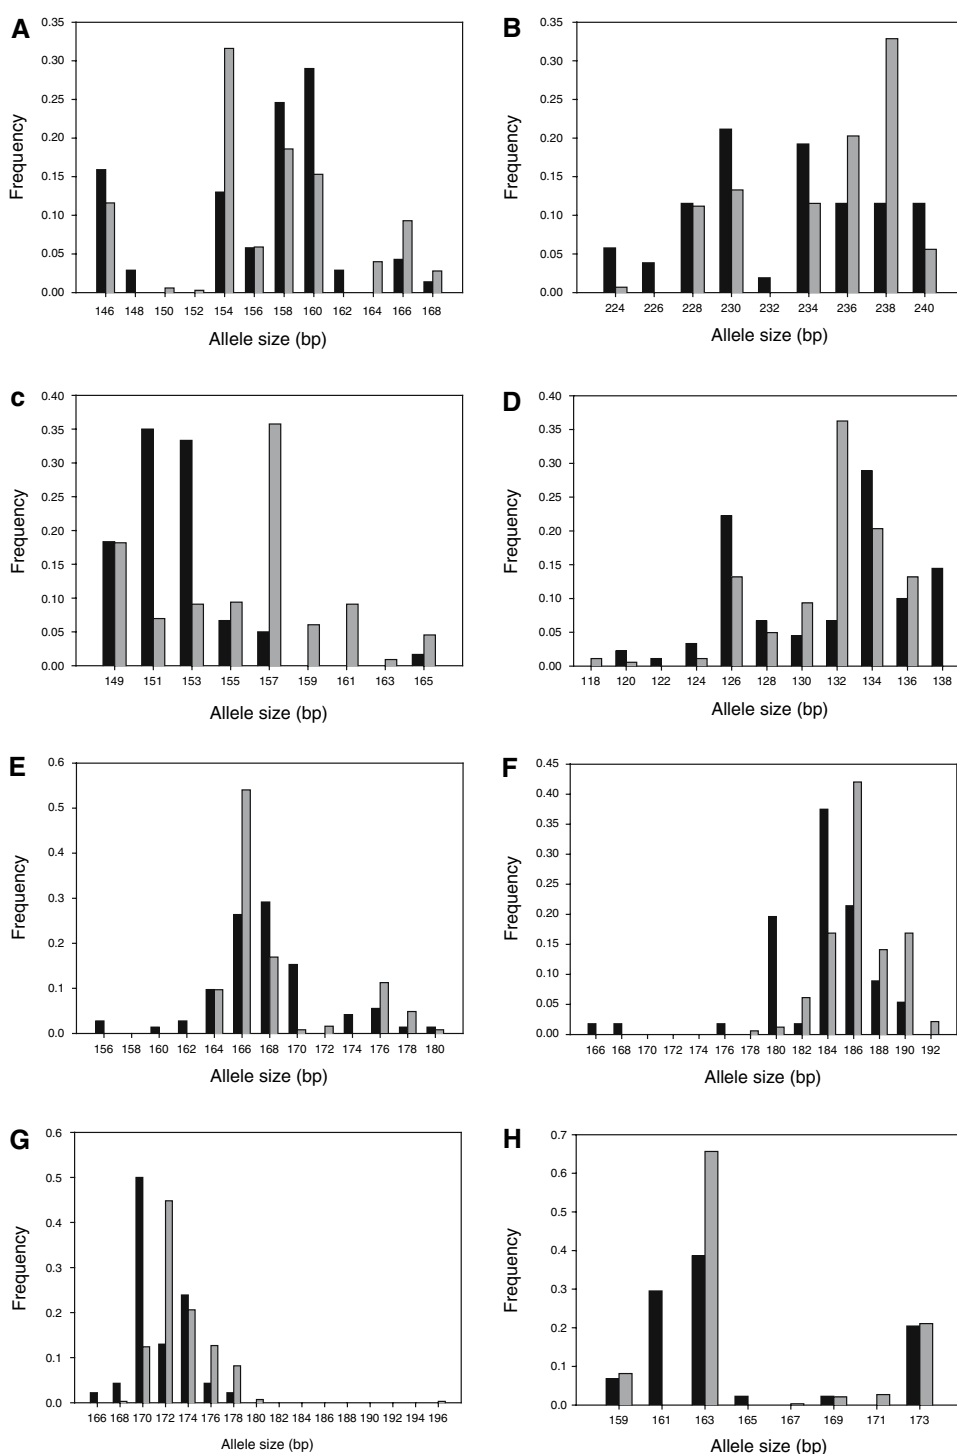 A
0.35
0.30
0.25
0.20
0.15
0.10
0.05
0.00
Frequency
146 148 150 152 154 156 158 160 162 164 166 168
Allele size (bp)
B
0.35
0.30
0.25
0.20
0.15
0.10
0.05
0.00
Frequency
224 226 228 230 232 234 236 238 240
Allele size (bp)
C
0.40
0.35
0.30
0.25
0.20
0.15
0.10
0.05
0.00
Frequency
149 151 153 155 157 159 161 163 165
Allele size (bp)
D
0.40
0.35
0.30
0.25
0.20
0.15
0.10
0.05
0.00
Frequency
118 120 122 124 126 128 130 132 134 136 138
Allele size (bp)
E
0.6
0.5
0.4
0.3
0.2
0.1
0.0
Frequency
156 158 160 162 164 166 168 170 172 174 176 178 180
Allele size (bp)
F
0.45
0.40
0.35
0.30
0.25
0.20
0.15
0.10
0.05
0.00
Frequency
166 168 170 172 174 176 178 180 182 184 186 188 190 192
Allele size (bp)
G
0.6
0.5
0.4
0.3
0.2
0.1
0.0
Frequency
166 168 170 172 174 176 178 180 182 184 186 188 190 192 194 196
Allele size (bp)
H
0.7
0.6
0.5
0.4
0.3
0.2
0.1
0.0
Frequency
159 161 163 165 167 169 171 173
Allele size (bp)